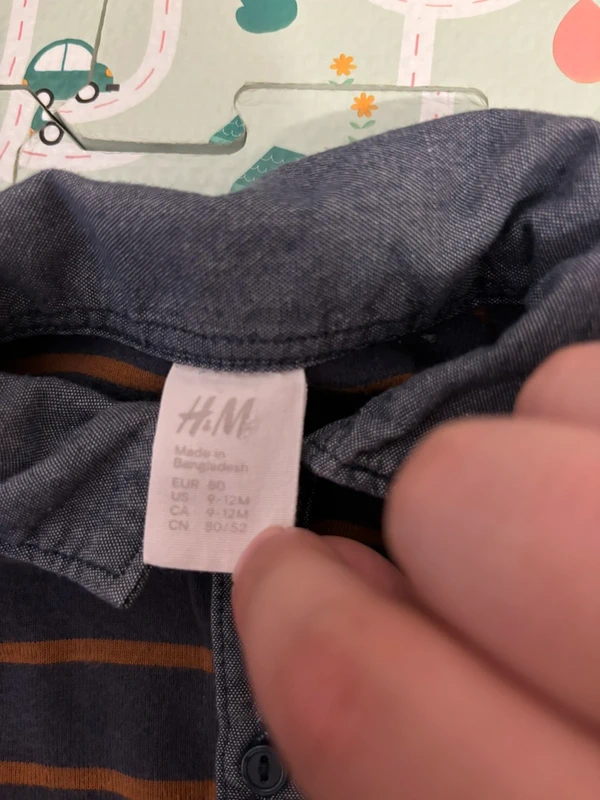 H&M
Made in
Bangladesh
EUR 80
US 9-12M
CA 9-12M
CN 80/52